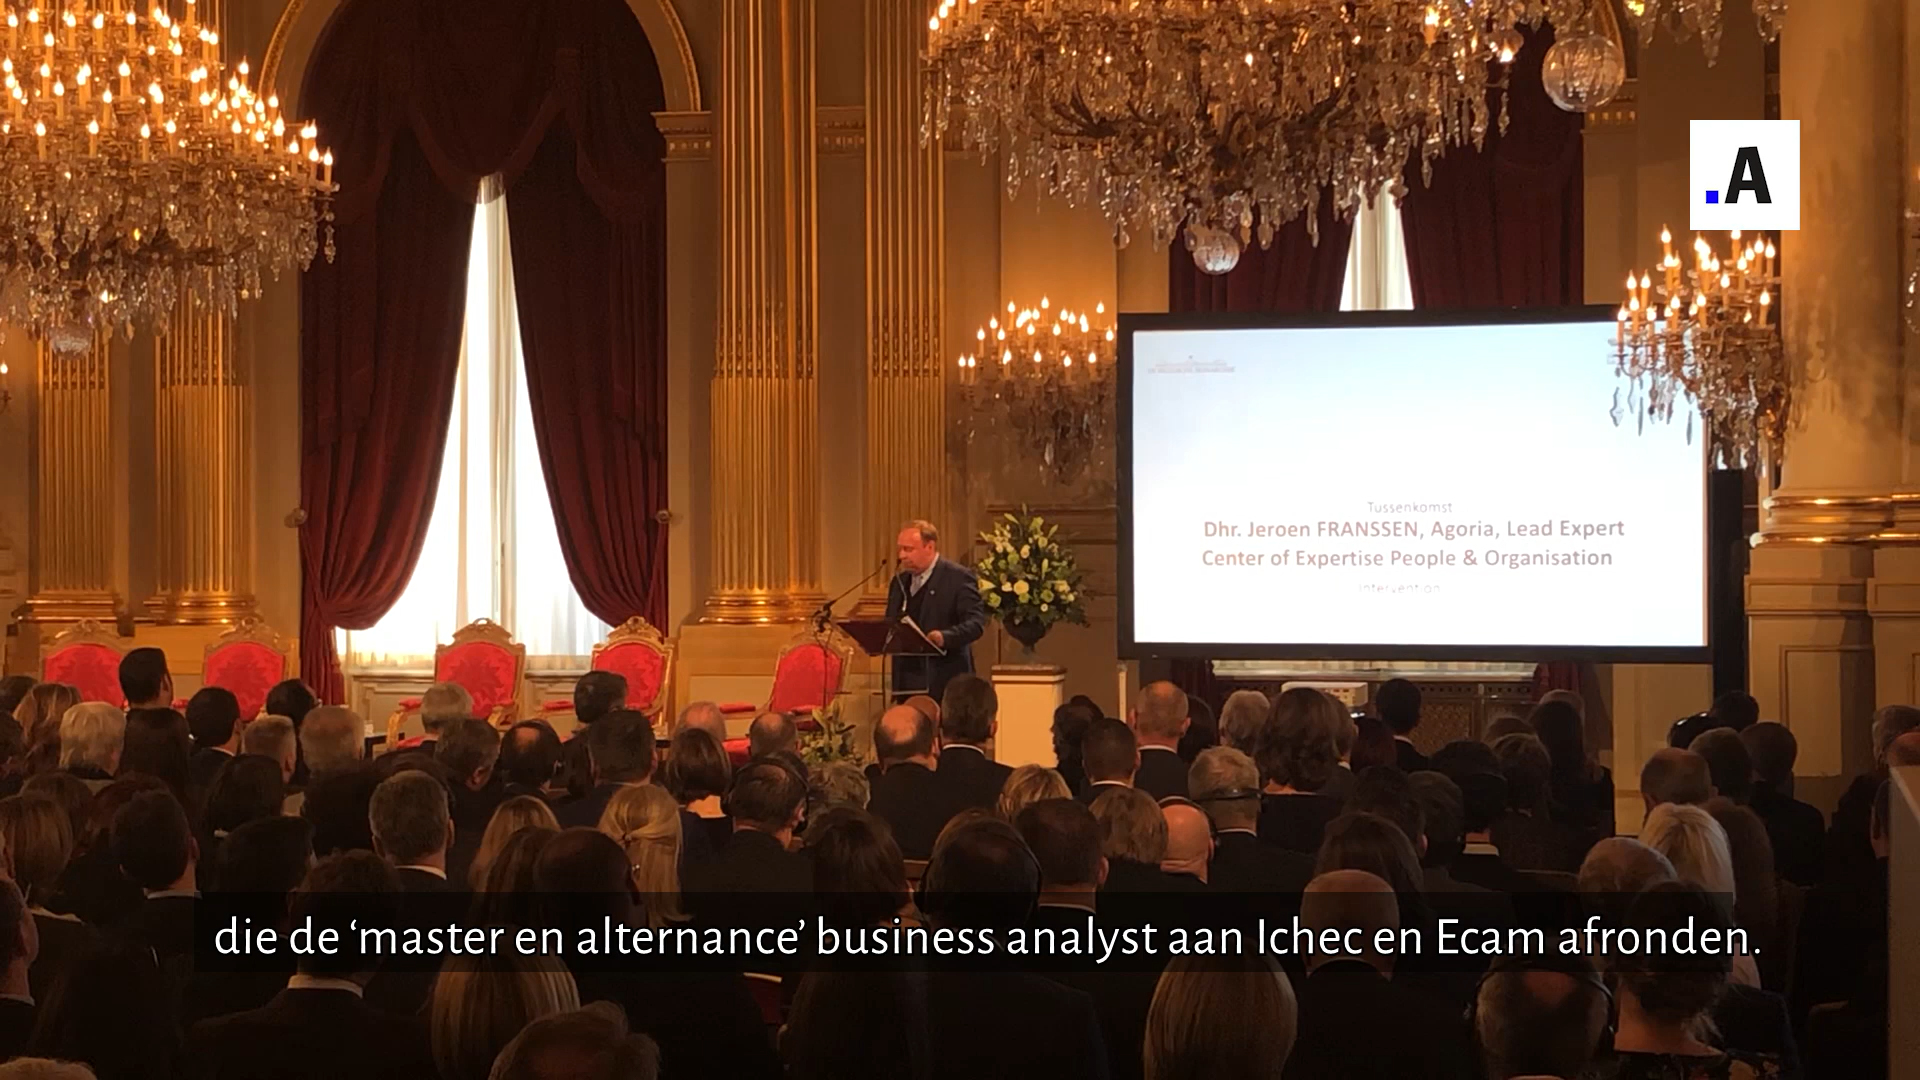 .A
Tussenkomst
Dhr. Jeroen FRANSSEN, Agoria, Lead Expert
Center of Expertise People & Organisation
Intervention
die de ‘master en alternance’ business analyst aan Ichec en Ecam afronden.